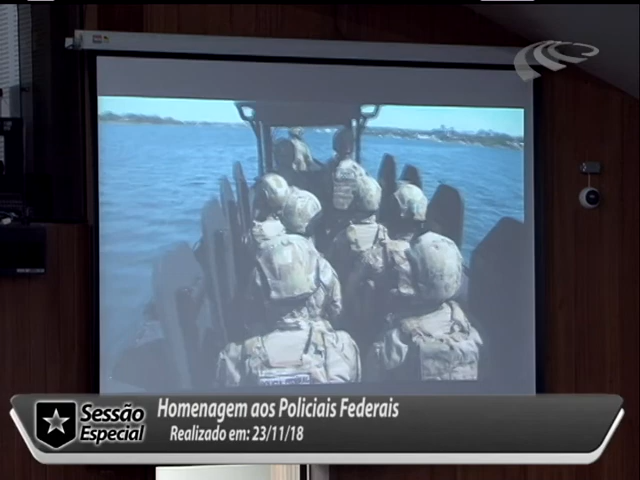 Sessão
Especial
Homenagem aos Policiais Federais
Realizado em: 23/11/18